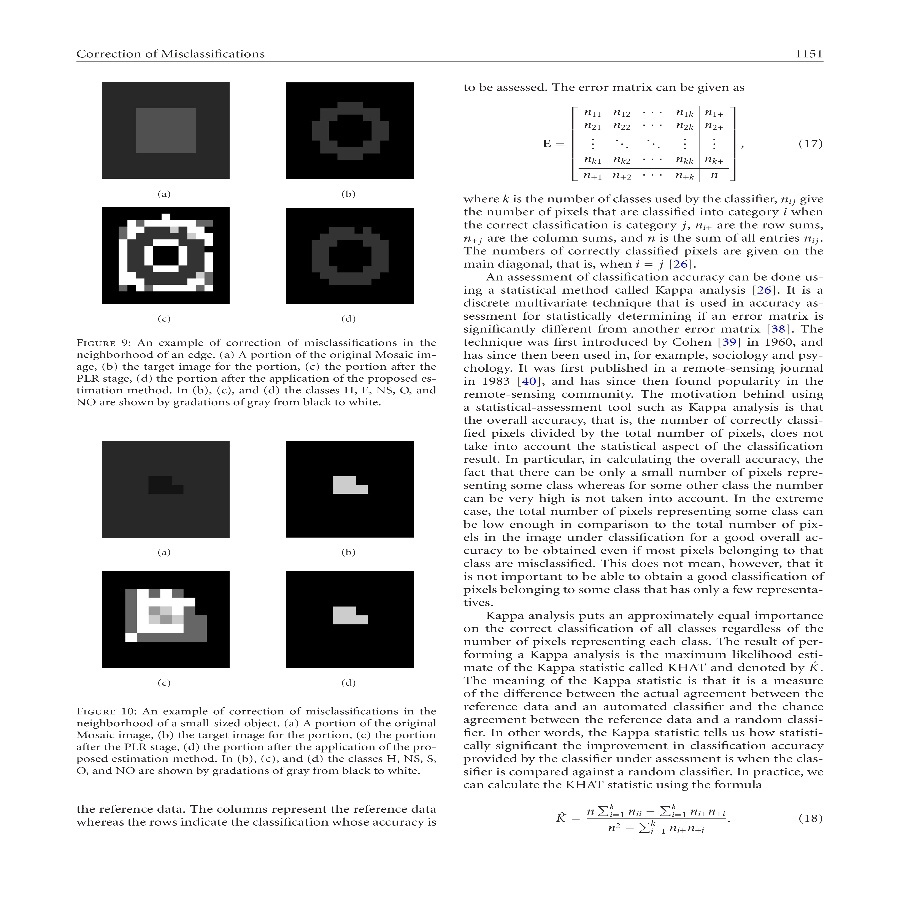 Correction of Misclassifications 1151
(a) (b)
(c) (d)
FIGURE 9: An example of correction of misclassifications in the
neighborhood of an edge. (a) A portion of the original Mosaic im-
age, (b) the target image for the portion, (c) the portion after the
PLR stage, (d) the portion after the application of the proposed es-
timation method. In (b), (c), and (d) the classes H, E, NS, O, and
NO are shown by gradations of gray from black to white.
(a) (b)
(c) (d)
FIGURE 10: An example of correction of misclassifications in the
neighborhood of a small-sized object. (a) A portion of the original
Mosaic image, (b) the target image for the portion, (c) the portion
after the PLR stage, (d) the portion after the application of the pro-
posed estimation method. In (b), (c), and (d) the classes H, NS, S,
O, and NO are shown by gradations of gray from black to white.
the reference data. The columns represent the reference data
whereas the rows indicate the classification whose accuracy is
to be assessed. The error matrix can be given as
n11 n12 · · · n1k n1+
n21 n22 · · · n2k n2+
E = ⋮ ⋱ ⋱ ⋮ ⋮ , (17)
nk1 nk2 · · · nkk nk+
n+1 n+2 · · · n+k n
where k is the number of classes used by the classifier, nij give
the number of pixels that are classified into category i when
the correct classification is category j, ni+ are the row sums,
n+j are the column sums, and n is the sum of all entries nij.
The numbers of correctly classified pixels are given on the
main diagonal, that is, when i = j [26].
An assessment of classification accuracy can be done us-
ing a statistical method called Kappa analysis [26]. It is a
discrete multivariate technique that is used in accuracy as-
sessment for statistically determining if an error matrix is
significantly different from another error matrix [38]. The
technique was first introduced by Cohen [39] in 1960, and
has since then been used in, for example, sociology and psy-
chology. It was first published in a remote-sensing journal
in 1983 [40], and has since then found popularity in the
remote-sensing community. The motivation behind using
a statistical-assessment tool such as Kappa analysis is that
the overall accuracy, that is, the number of correctly classi-
fied pixels divided by the total number of pixels, does not
take into account the statistical aspect of the classification
result. In particular, in calculating the overall accuracy, the
fact that there can be only a small number of pixels repre-
senting some class whereas for some other class the number
can be very high is not taken into account. In the extreme
case, the total number of pixels representing some class can
be low enough in comparison to the total number of pix-
els in the image under classification for a good overall ac-
curacy to be obtained even if most pixels belonging to that
class are misclassified. This does not mean, however, that it
is not important to be able to obtain a good classification of
pixels belonging to some class that has only a few representa-
tives.
Kappa analysis puts an approximately equal importance
on the correct classification of all classes regardless of the
number of pixels representing each class. The result of per-
forming a Kappa analysis is the maximum likelihood esti-
mate of the Kappa statistic called KHAT and denoted by K̂.
The meaning of the Kappa statistic is that it is a measure
of the difference between the actual agreement between the
reference data and an automated classifier and the chance
agreement between the reference data and a random classi-
fier. In other words, the Kappa statistic tells us how statisti-
cally significant the improvement in classification accuracy
provided by the classifier under assessment is when the clas-
sifier is compared against a random classifier. In practice, we
can calculate the KHAT statistic using the formula
K̂ = (n ∑ᵏi=1 nii − ∑ᵏi=1 ni+n+i) / (n² − ∑ᵏi=1 ni+n+i). (18)